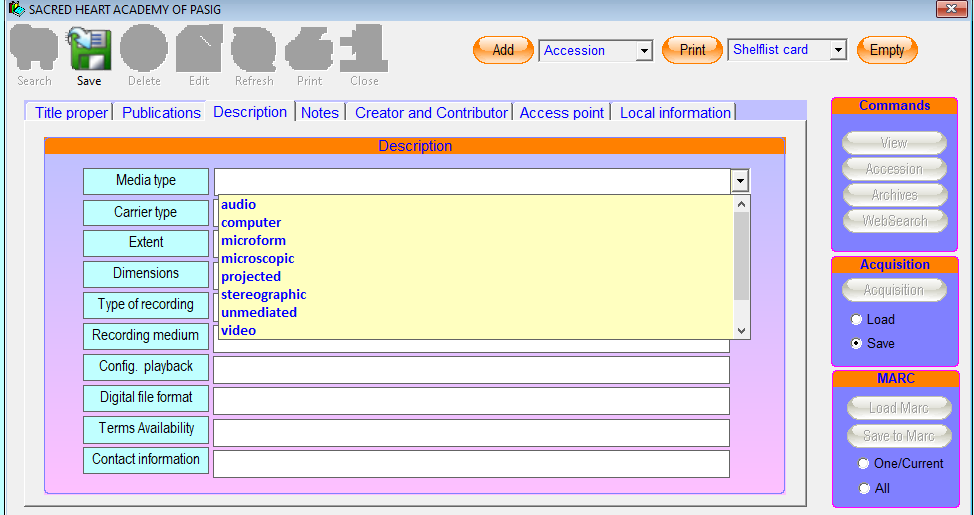 SACRED HEART ACADEMY OF PASIG
Search Save Delete Edit Refresh Print Close
Add Accession Print Shelflist card Empty
Title proper Publications Description Notes Creator and Contributor Access point Local information
Description
Media type
audio
computer
microform
microscopic
projected
stereographic
unmediated
video
Carrier type
Extent
Dimensions
Type of recording
Recording medium
Config. playback
Digital file format
Terms Availability
Contact information
Commands
View
Accession
Archives
WebSearch
Acquisition
Acquisition
Load
Save
MARC
Load Marc
Save to Marc
One/Current
All